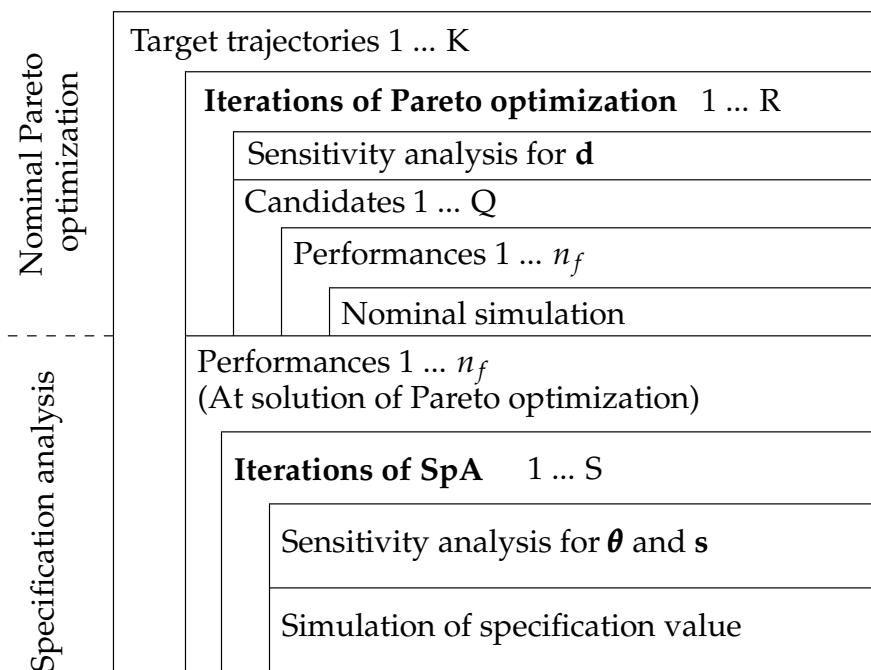 Nominal Pareto
optimization
Target trajectories 1 ... K
Iterations of Pareto optimization 1 ... R
Sensitivity analysis for d
Candidates 1 ... Q
Performances 1 ... n_f
Nominal simulation
Specification analysis
Performances 1 ... n_f
(At solution of Pareto optimization)
Iterations of SpA 1 ... S
Sensitivity analysis for θ and s
Simulation of specification value